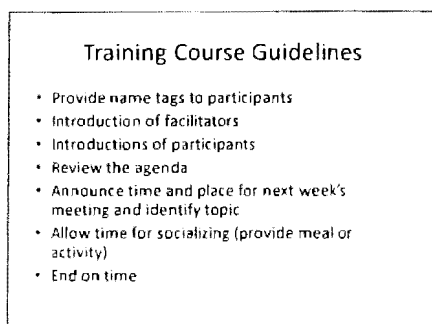 Training Course Guidelines
• Provide name tags to participants
• Introduction of facilitators
• Introductions of participants
• Review the agenda
• Announce time and place for next week's
meeting and identify topic
• Allow time for socializing (provide meal or
activity)
• End on time